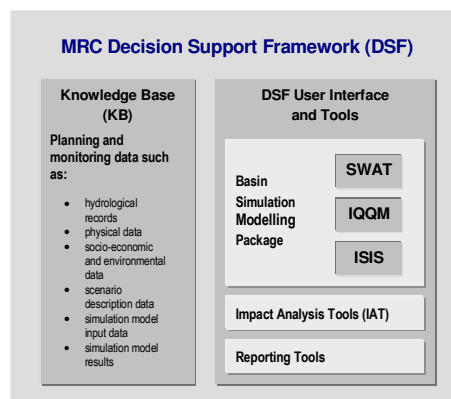 MRC Decision Support Framework (DSF)
Knowledge Base
(KB)
Planning and
monitoring data such
as:
• hydrological
records
• physical data
• socio-economic
and environmental
data
• scenario
description data
• simulation model
input data
• simulation model
results
DSF User Interface
and Tools
Basin
Simulation
Modelling
Package
SWAT
IQQM
ISIS
Impact Analysis Tools (IAT)
Reporting Tools